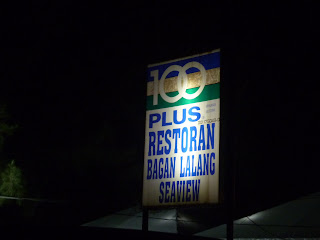 100
PLUS
RESTORAN
BAGAN LALANG
SEAVIEW